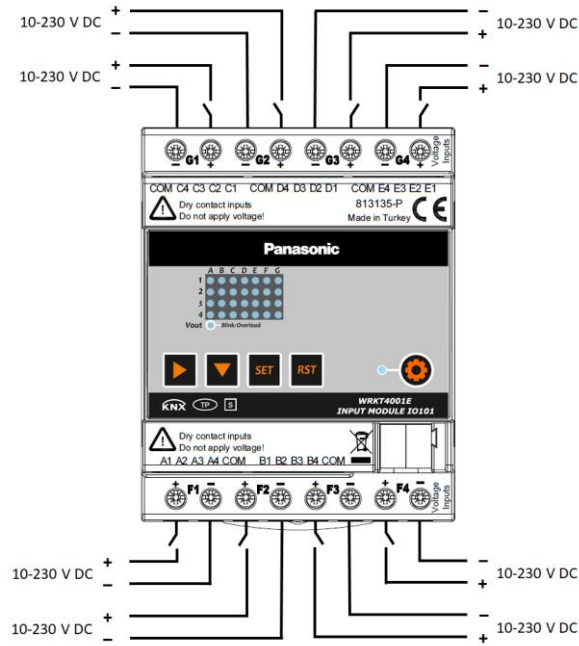 +
10-230 V DC
−
+
10-230 V DC
−
−
10-230 V DC
+
−
10-230 V DC
+
− G1 + − G2 + − G3 + − G4 +
Voltage
Inputs
COM C4 C3 C2 C1 COM D4 D3 D2 D1 COM E4 E3 E2 E1
Dry contact inputs
Do not apply voltage!
813135-P
Made in Turkey
CE
Panasonic
A B C D E F G
1
2
3
4
Vout Blink:Overload
SET RST
KNX TP S
WRKT4001E
INPUT MODULE IO101
Dry contact inputs
Do not apply voltage!
A1 A2 A3 A4 COM B1 B2 B3 B4 COM
+ F1 − + F2 − + F3 − + F4 −
Voltage
Inputs
+
10-230 V DC
−
+
10-230 V DC
−
−
10-230 V DC
+
−
10-230 V DC
+